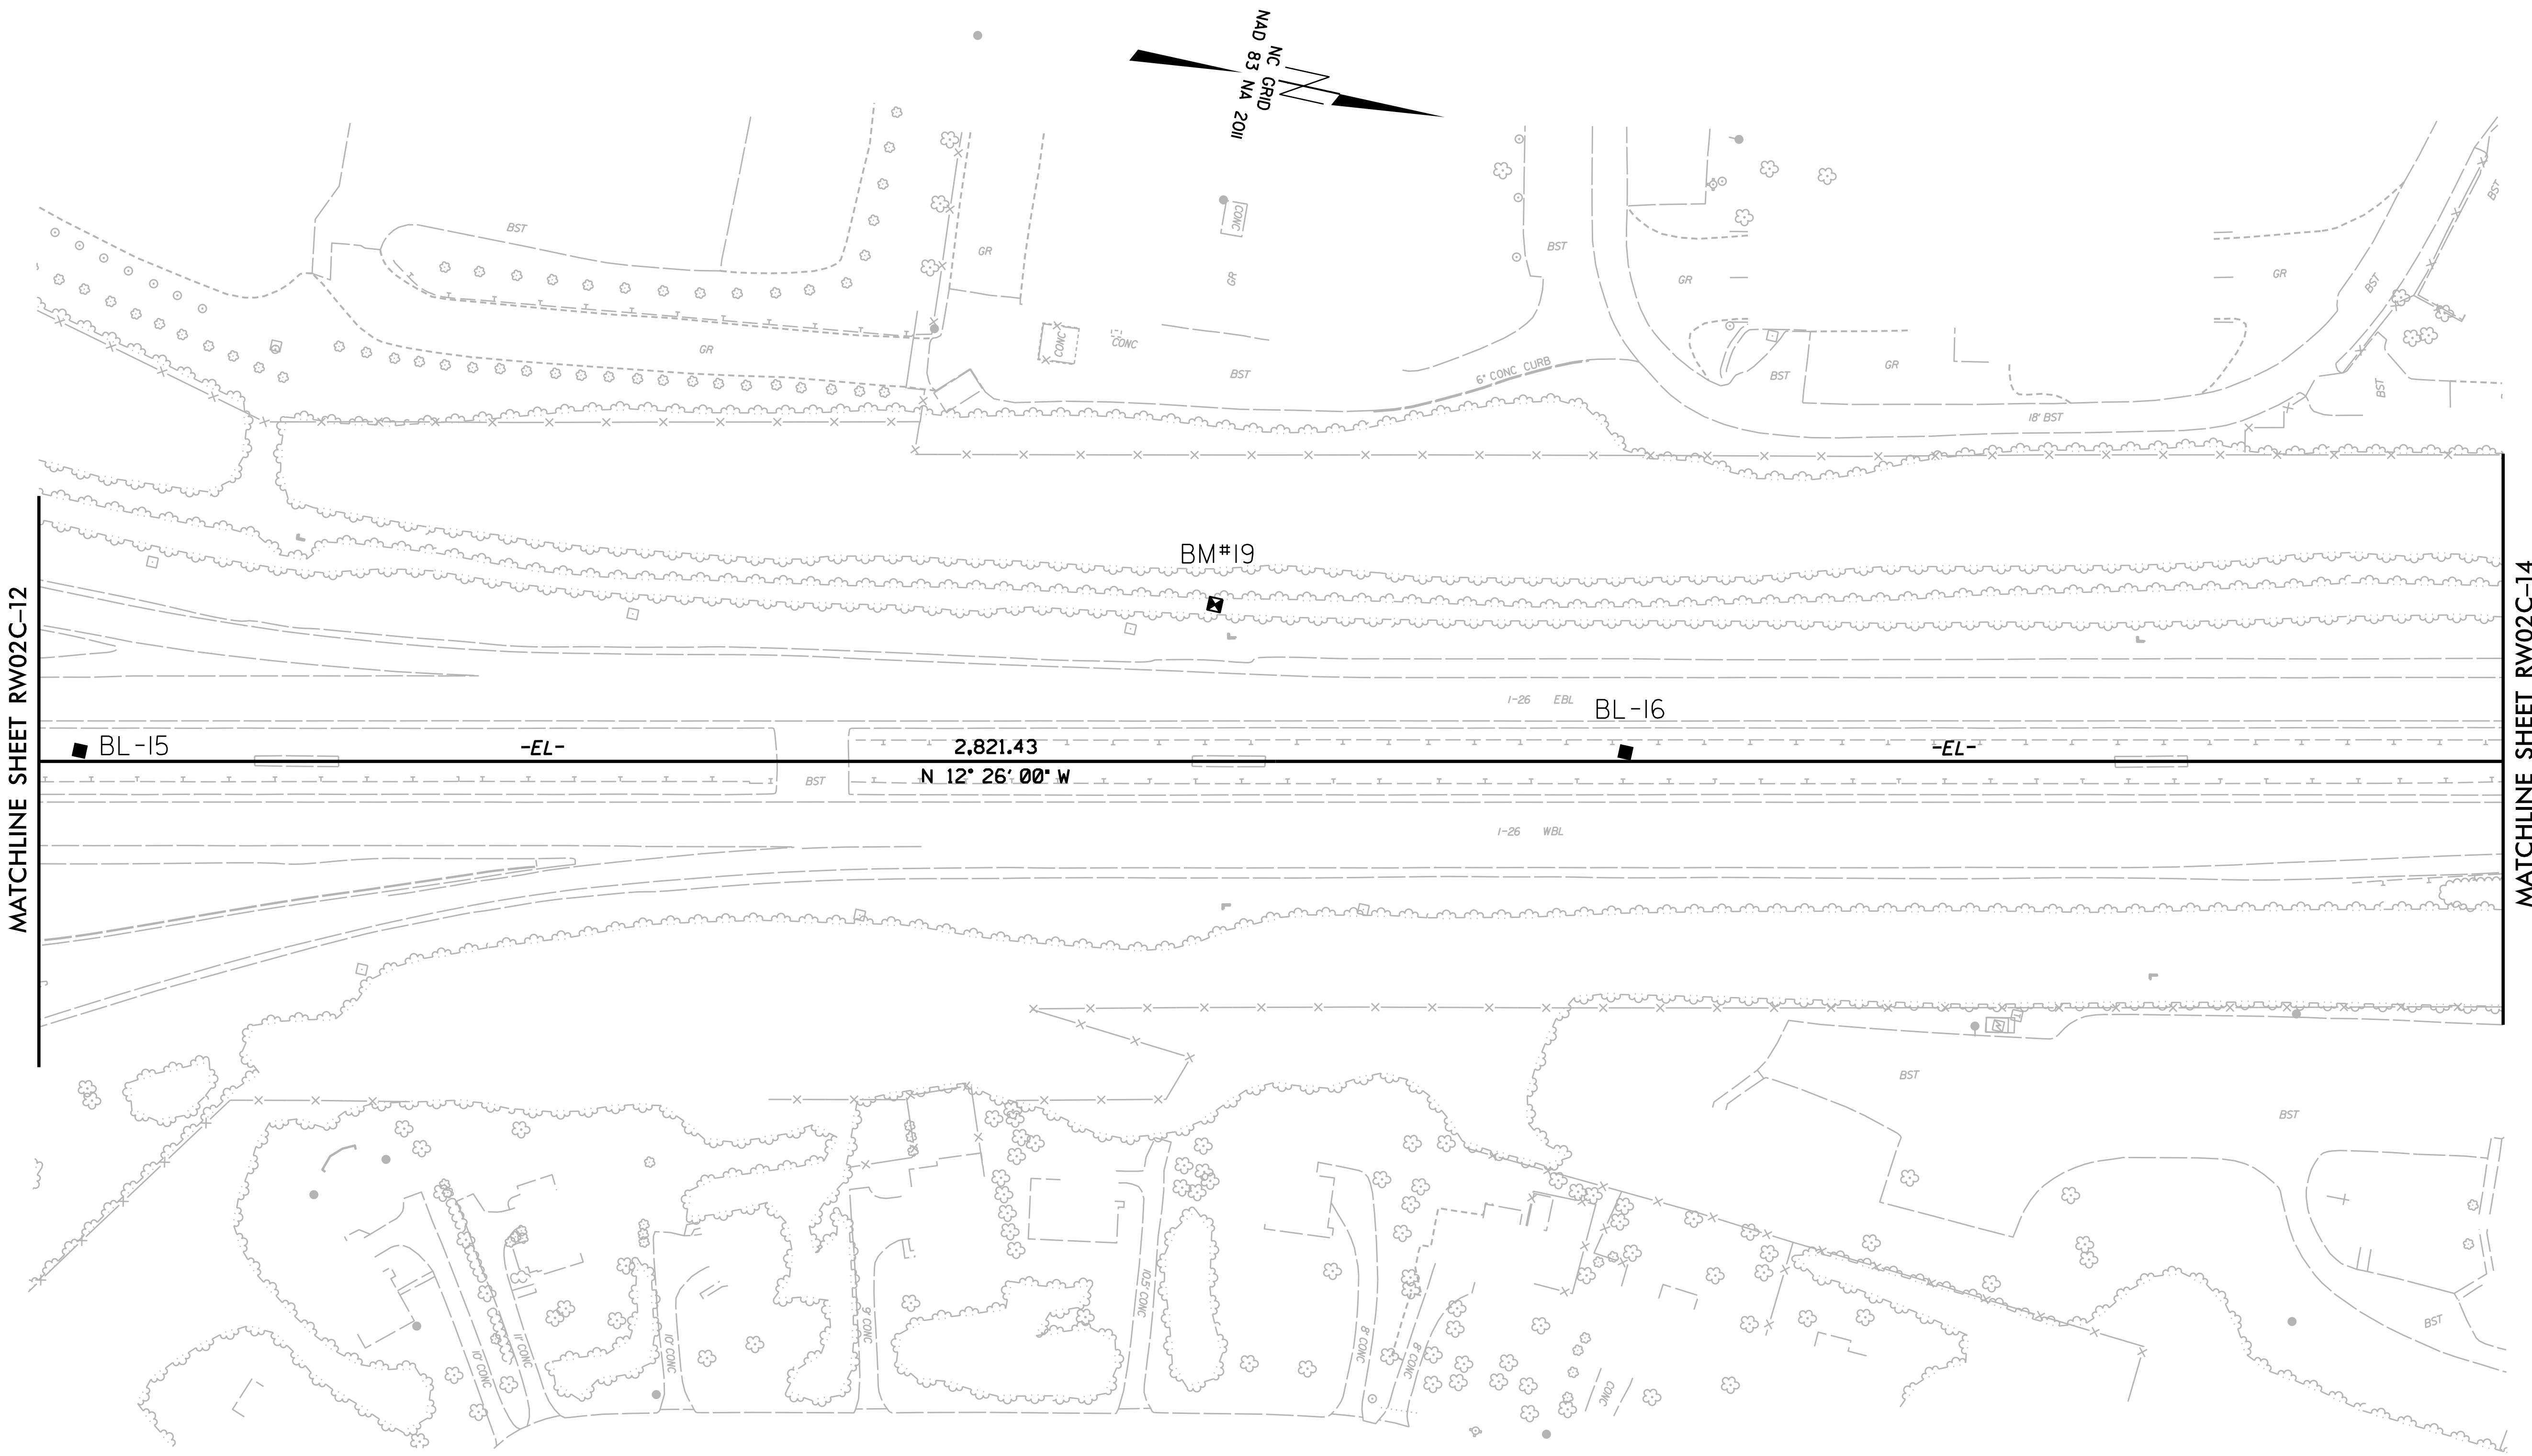 NC GRID
NAD 83 NA 2011
BST
GR
CONC
GR
BST
GR
GR
BST
BST
GR
CONC
CONC
BST
6" CONC CURB
BST
GR
BST
18' BST
BM#19
MATCHLINE SHEET RW02C-12
MATCHLINE SHEET RW02C-14
I-26 EBL
BL-16
BL-15
-EL-
2,821.43
-EL-
N 12° 26' 00" W
BST
I-26 WBL
BST
BST
10' CONC
11' CONC
10' CONC
9' CONC
10.5' CONC
8' CONC
8' CONC
CONC
BST